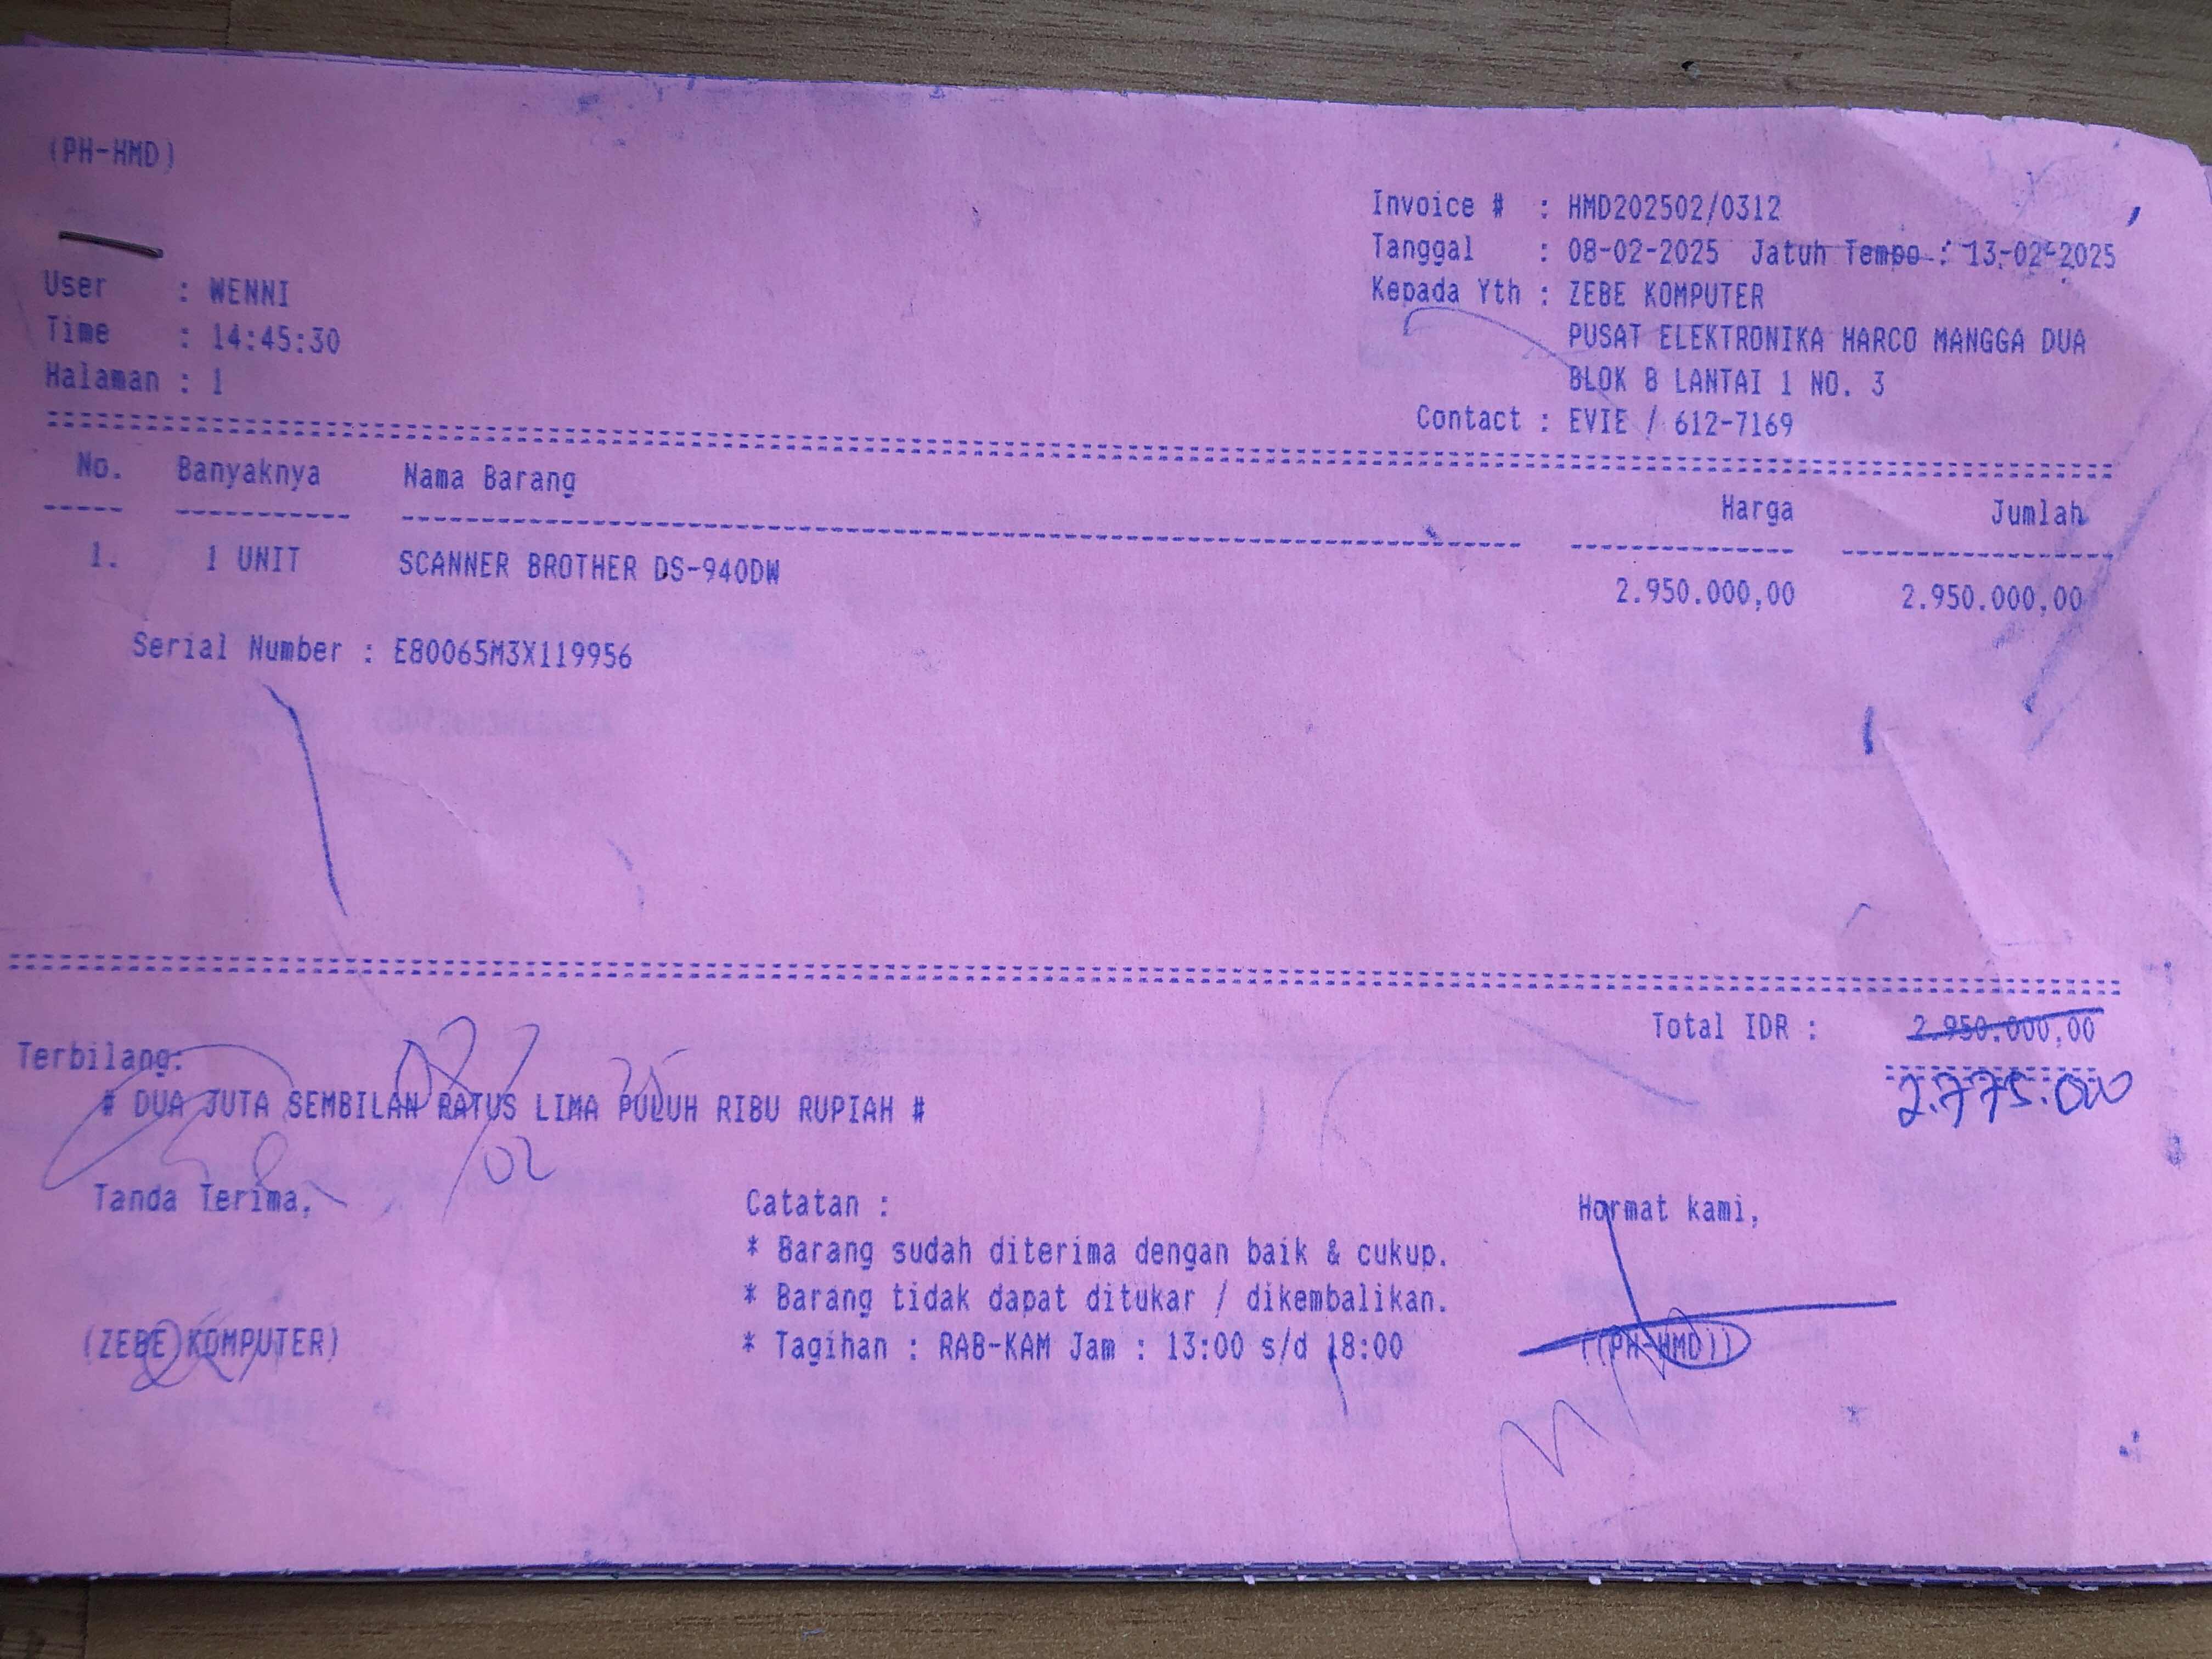 (PH-HMD)
Invoice # : HMD202502/0312
Tanggal : 08-02-2025 Jatuh Tempo : 13-02-2025
Kepada Yth : ZEBE KOMPUTER
PUSAT ELEKTRONIKA HARCO MANGGA DUA
BLOK B LANTAI 1 NO. 3
Contact : EVIE / 612-7169
User : WENNI
Time : 14:45:30
Halaman : 1
No. Banyaknya Nama Barang Harga Jumlah
1. 1 UNIT SCANNER BROTHER DS-940DW 2.950.000,00 2.950.000,00
Serial Number : E80065M3X119956
Total IDR : 2.950.000,00
2.775.000
Terbilang:
# DUA JUTA SEMBILAN RATUS LIMA PULUH RIBU RUPIAH #
Tanda Terima,
(ZEBE KOMPUTER)
Catatan :
* Barang sudah diterima dengan baik & cukup.
* Barang tidak dapat ditukar / dikembalikan.
* Tagihan : RAB-KAM Jam : 13:00 s/d 18:00
Hormat kami,
((PH-HMD))